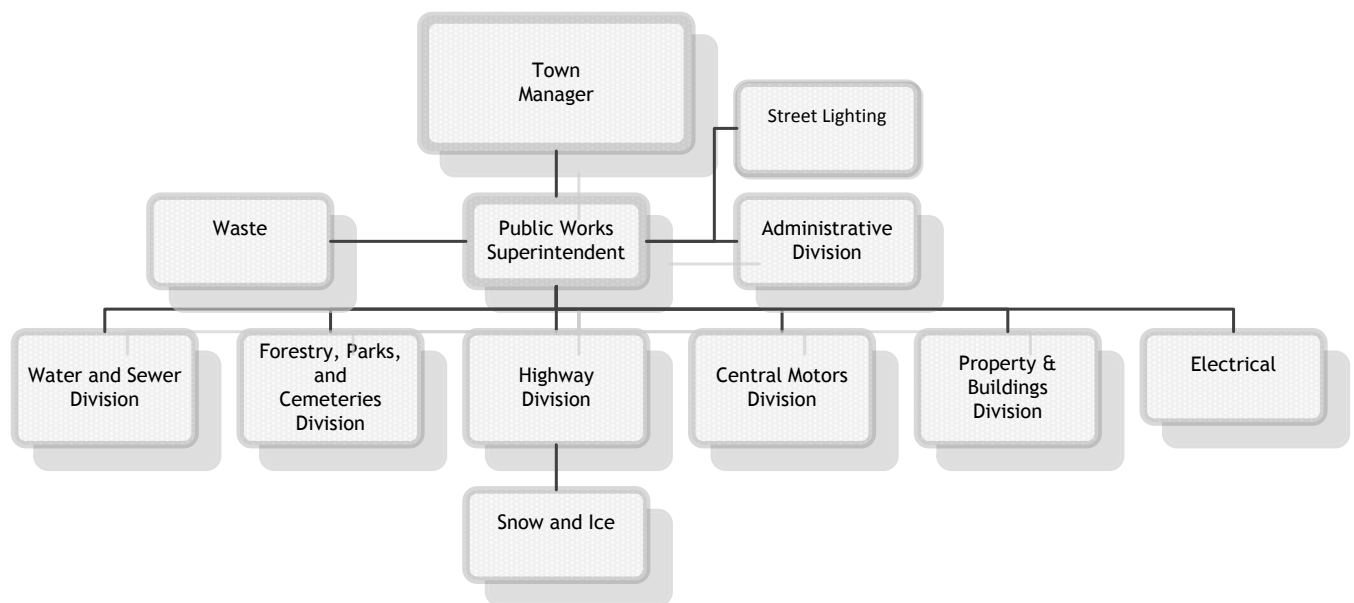 Town
Manager
Street Lighting
Waste
Public Works
Superintendent
Administrative
Division
Water and Sewer
Division
Forestry, Parks,
and
Cemeteries
Division
Highway
Division
Central Motors
Division
Property &
Buildings
Division
Electrical
Snow and Ice